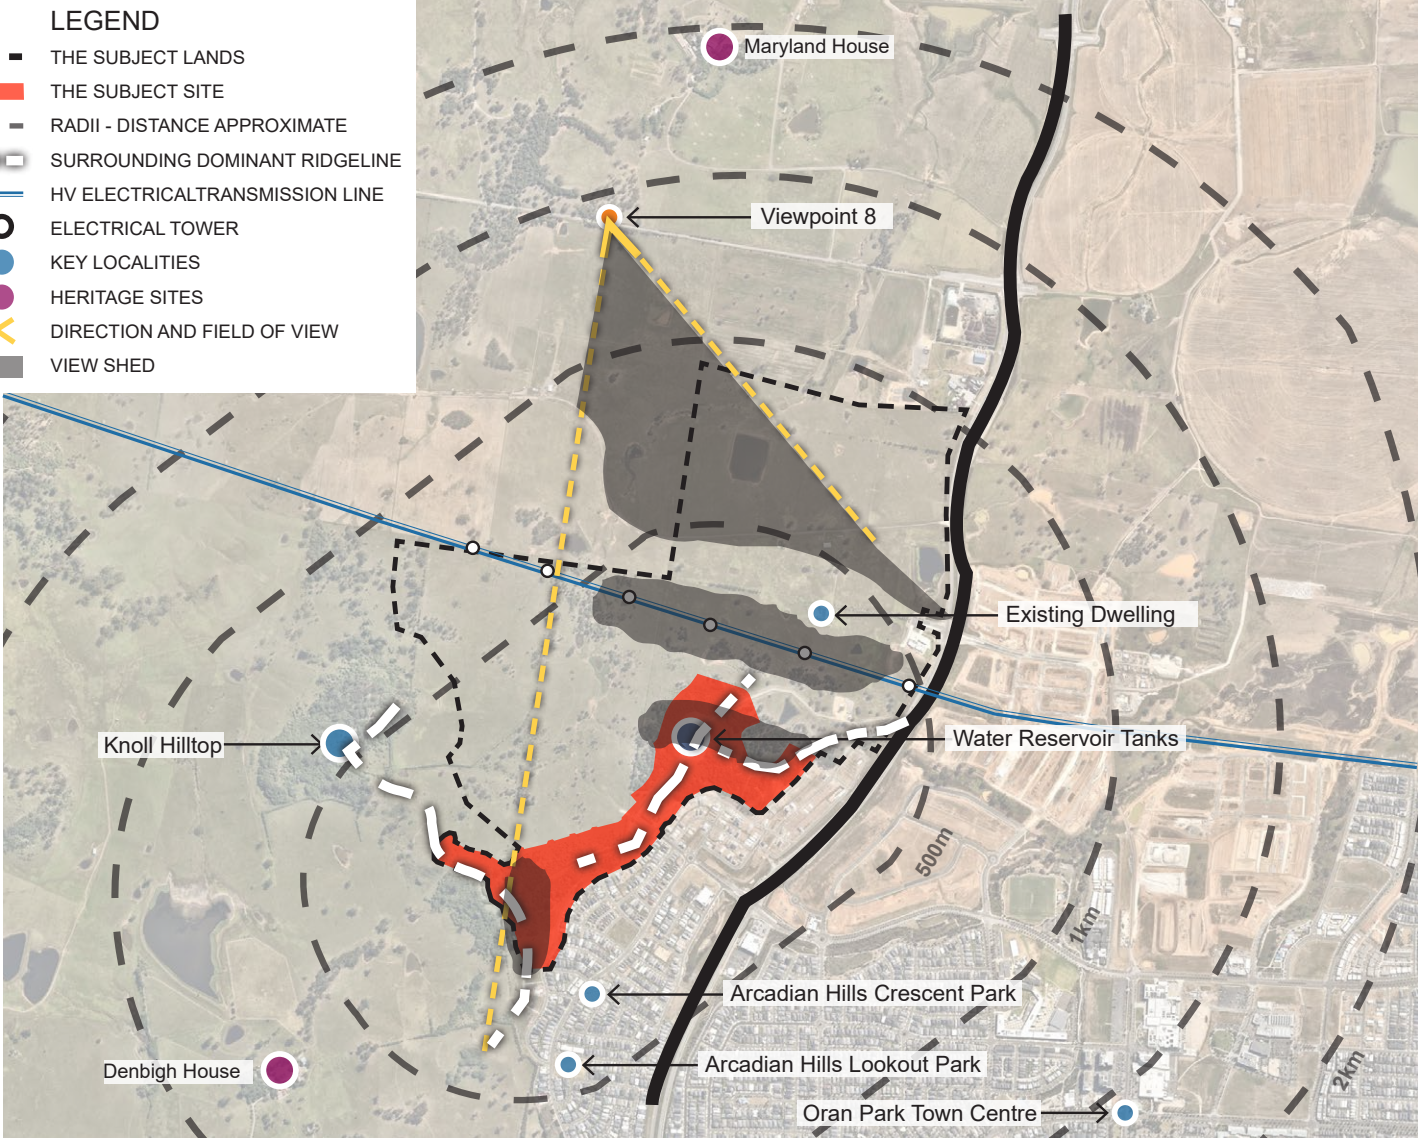 LEGEND
THE SUBJECT LANDS
THE SUBJECT SITE
RADII - DISTANCE APPROXIMATE
SURROUNDING DOMINANT RIDGELINE
HV ELECTRICALTRANSMISSION LINE
ELECTRICAL TOWER
KEY LOCALITIES
HERITAGE SITES
DIRECTION AND FIELD OF VIEW
VIEW SHED
Maryland House
Viewpoint 8
Existing Dwelling
Knoll Hilltop
Water Reservoir Tanks
500m
1km
Arcadian Hills Crescent Park
Denbigh House
Arcadian Hills Lookout Park
2km
Oran Park Town Centre